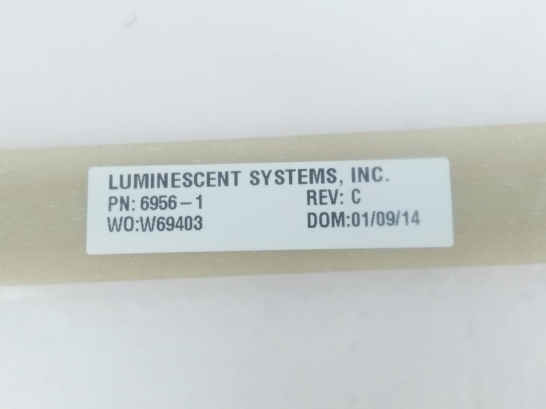 LUMINESCENT SYSTEMS, INC.
PN: 6956-1 REV: C
WO:W69403 DOM:01/09/14